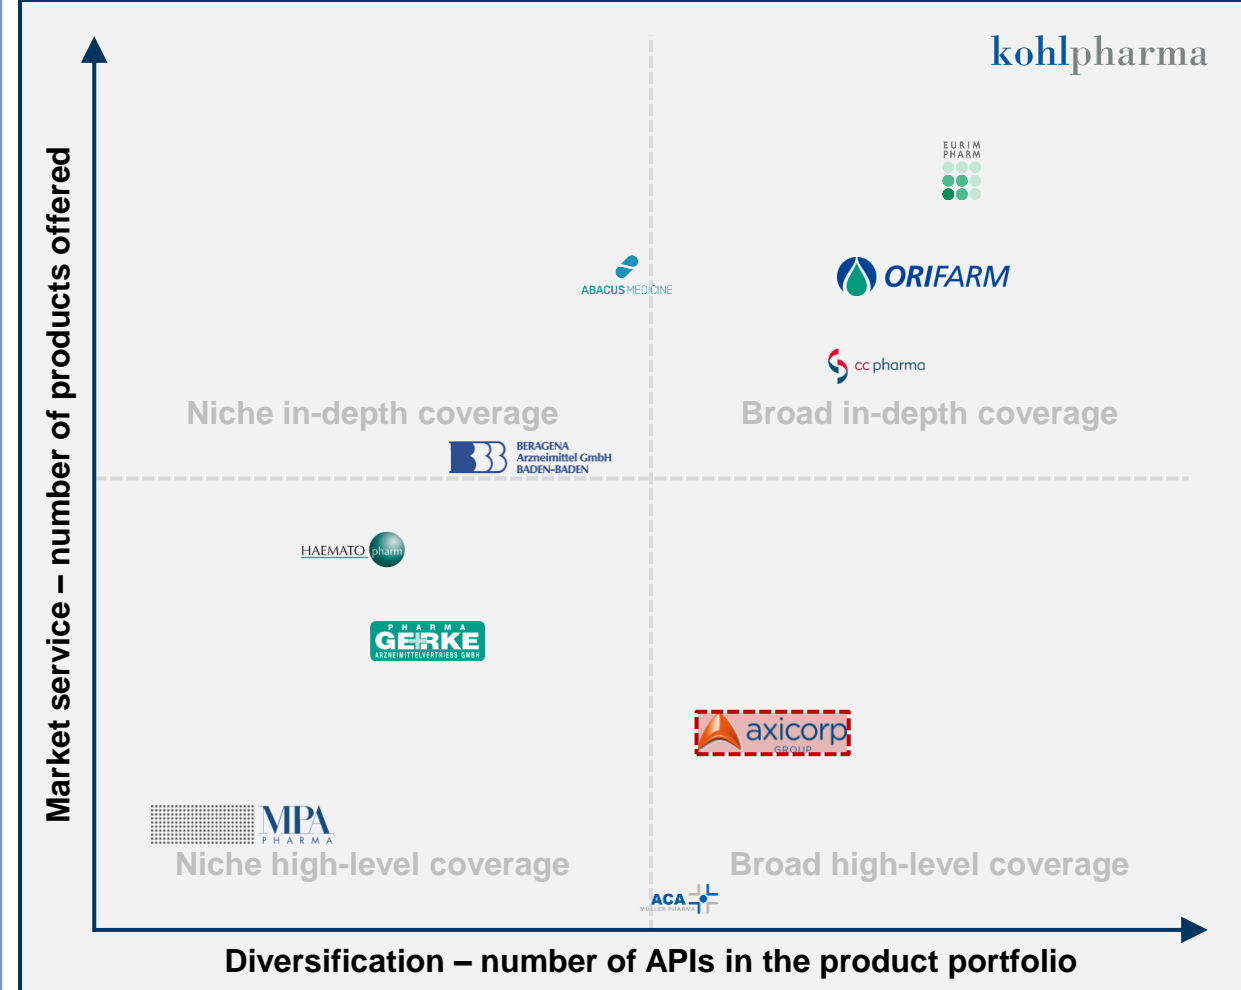 kohlpharma
EURIM
PHARM
ORIFARM
ABACUS MEDICINE
cc pharma
Niche in-depth coverage
Broad in-depth coverage
BERAGENA
Arzneimittel GmbH
BADEN-BADEN
HAEMATO pharm
PHARMA
GERKE
ARZNEIMITTELVERTRIEBS GMBH
axicorp
GROUP
MPA
PHARMA
Niche high-level coverage
Broad high-level coverage
ACA
MÜLLER PHARMA
Market service – number of products offered
Diversification – number of APIs in the product portfolio